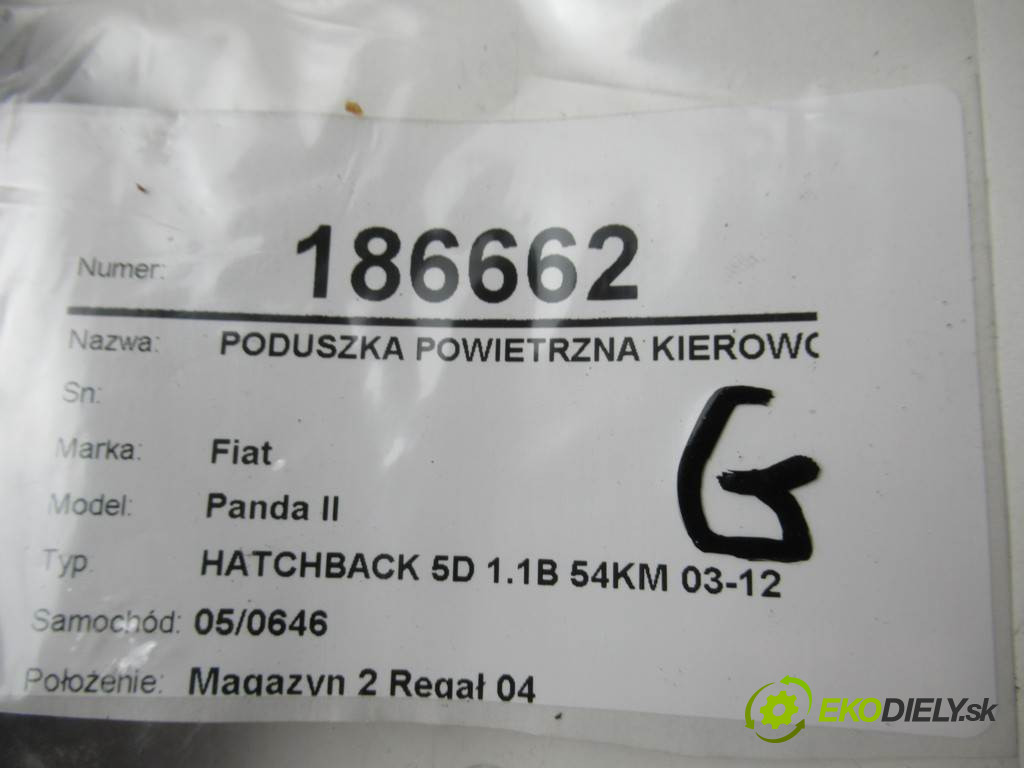 Numer: 186662
Nazwa: PODUSZKA POWIETRZNA KIEROWC
Sn:
G
Marka: Fiat
Model: Panda II
Typ HATCHBACK 5D 1.1B 54KM 03-12
Samochód: 05/0646
Położenie: Magazyn 2 Regał 04
EKODIELY.sk